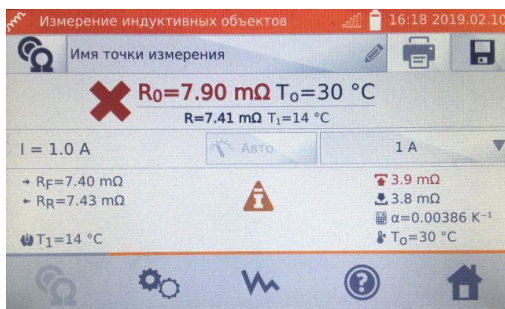 Измерение индуктивных объектов 16:18 2019.02.10
Имя точки измерения
R0=7.90 mΩ To=30 °C
R=7.41 mΩ T1=14 °C
I = 1.0 A Авто 1 A
RF=7.40 mΩ 3.9 mΩ
RR=7.43 mΩ 3.8 mΩ
α=0.00386 K⁻¹
T1=14 °C To=30 °C